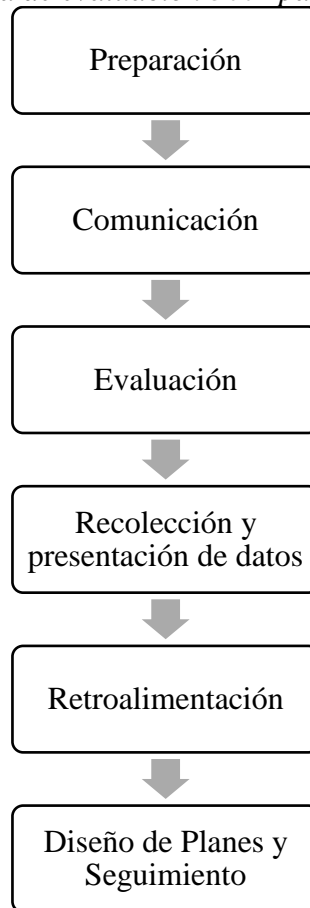 Preparación
Comunicación
Evaluación
Recolección y
presentación de datos
Retroalimentación
Diseño de Planes y
Seguimiento